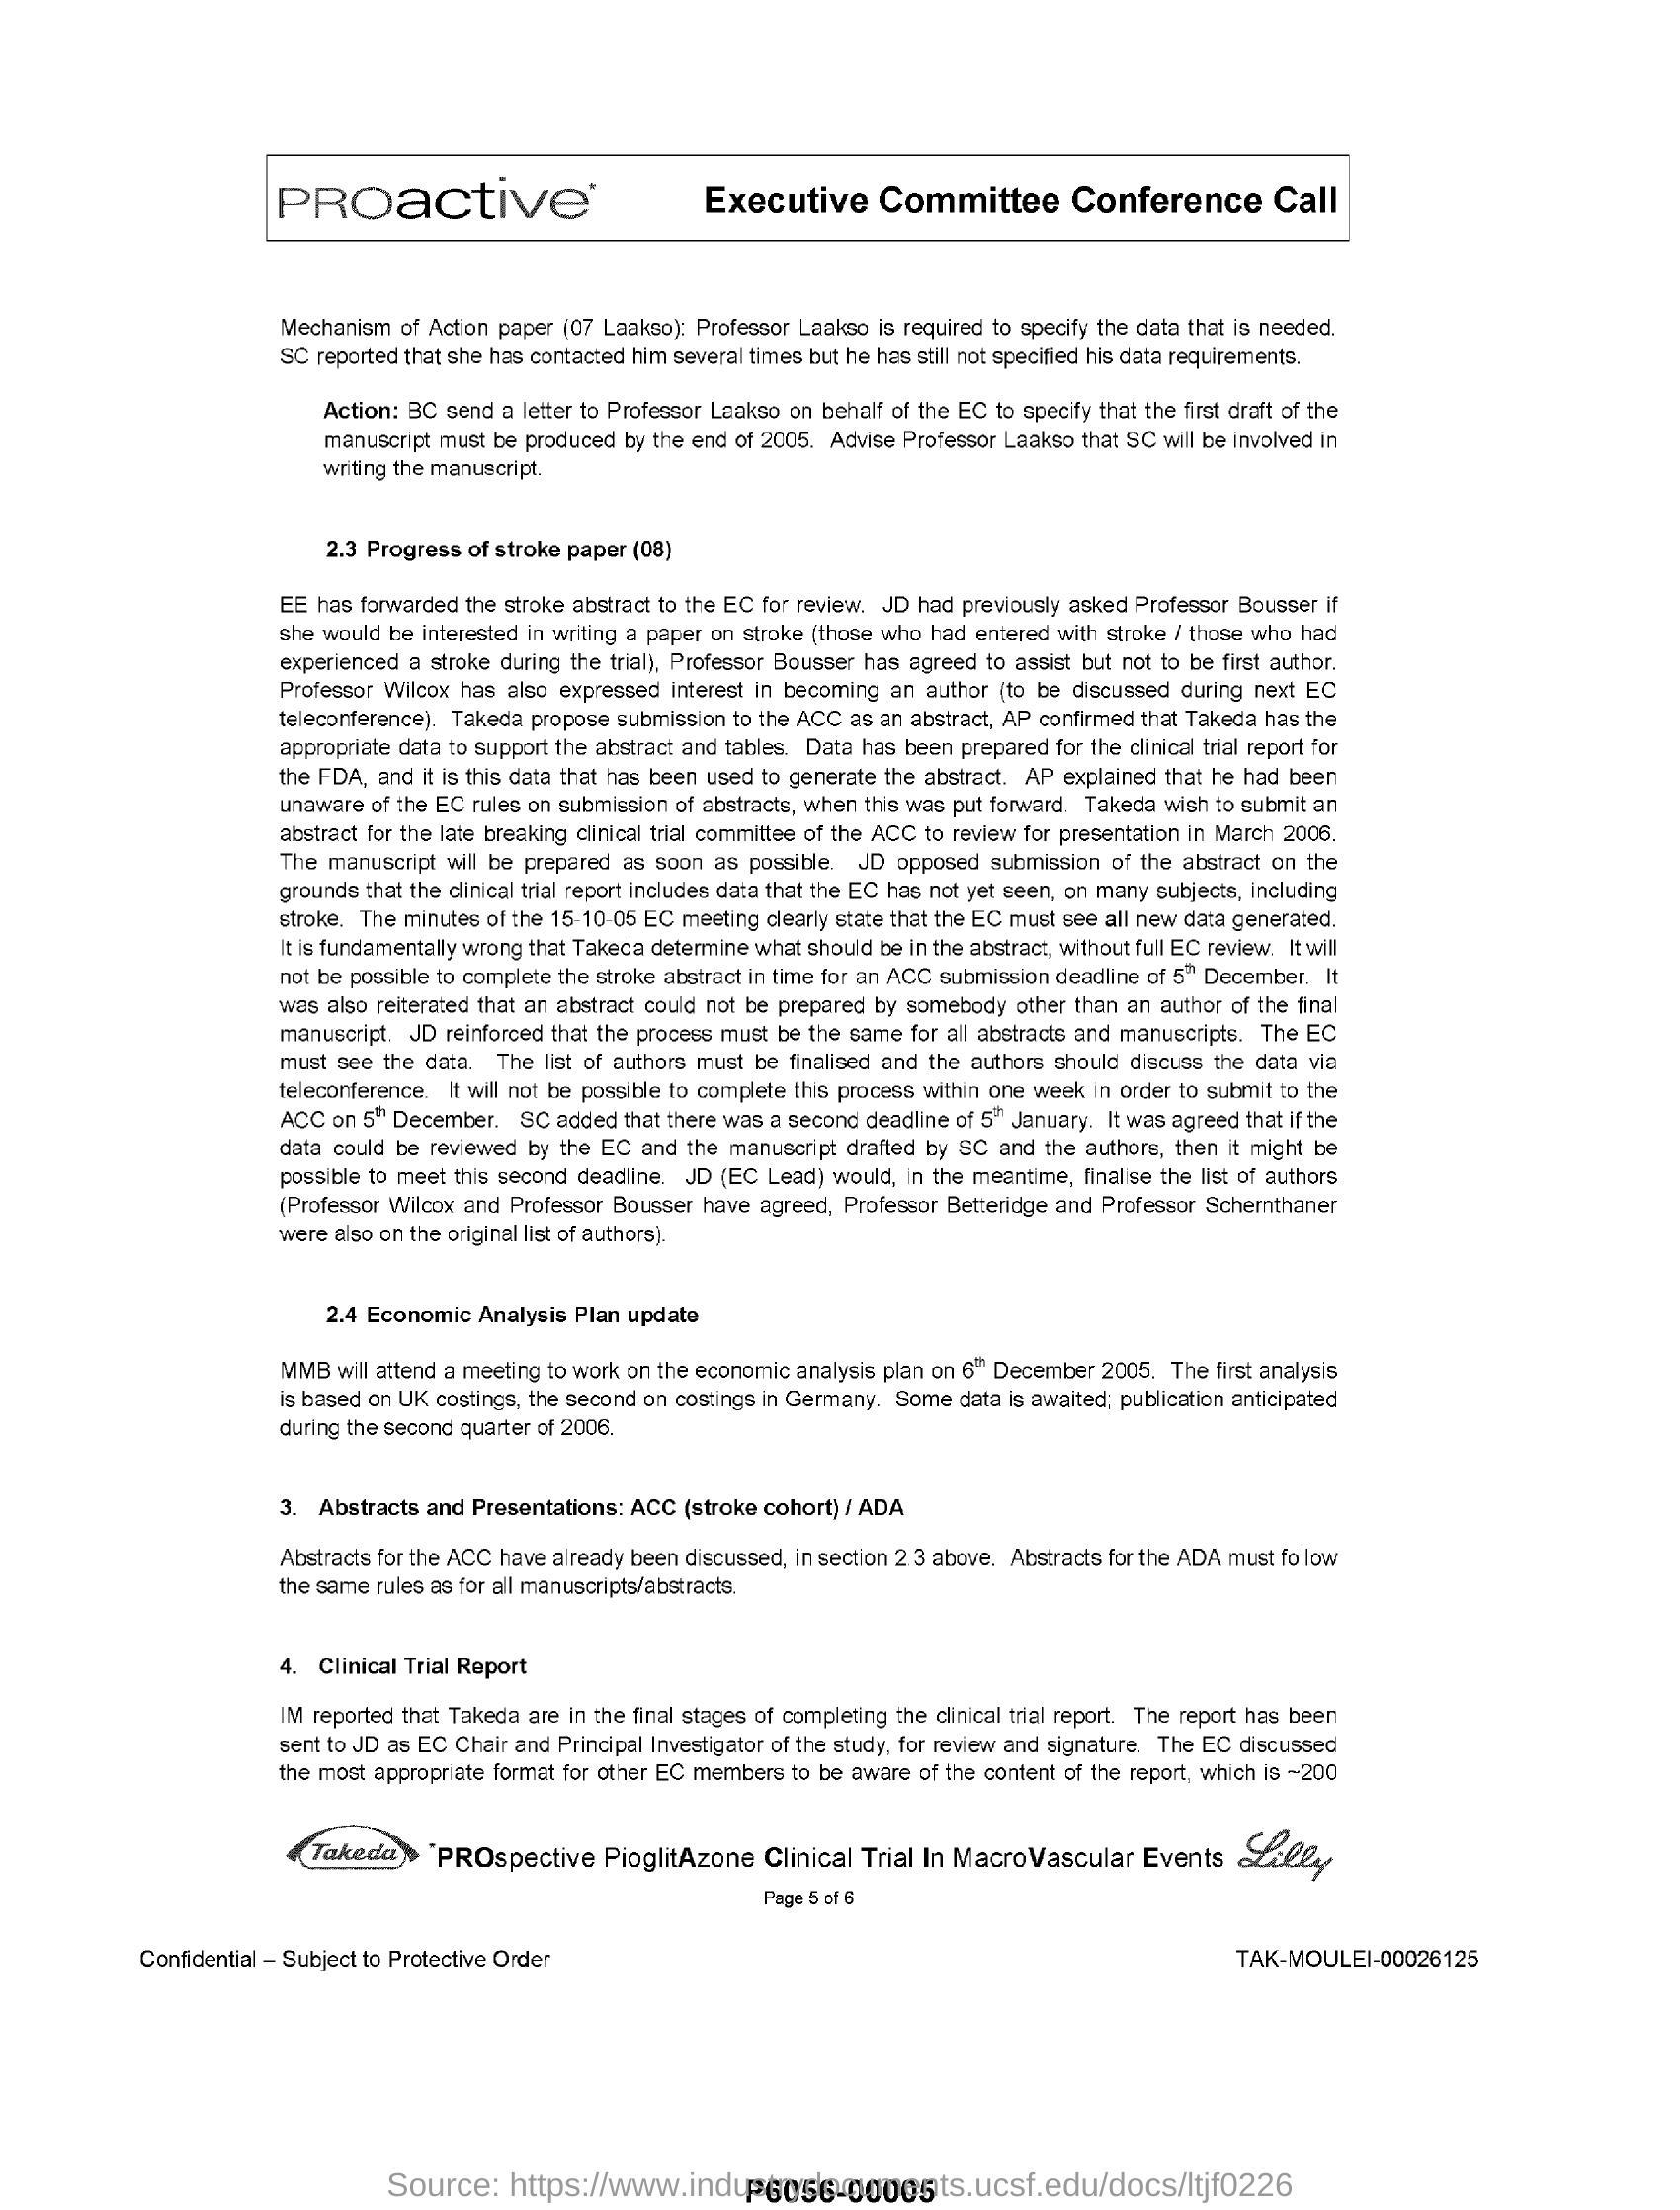 PROactive* Executive Committee Conference Call
Mechanism of Action paper (07 Laakso): Professor Laakso is required to specify the data that is needed.
SC reported that she has contacted him several times but he has still not specified his data requirements.
Action: BC send a letter to Professor Laakso on behalf of the EC to specify that the first draft of the
manuscript must be produced by the end of 2005. Advise Professor Laakso that SC will be involved in
writing the manuscript.
2.3 Progress of stroke paper (08)
EE has forwarded the stroke abstract to the EC for review. JD had previously asked Professor Bousser if
she would be interested in writing a paper on stroke (those who had entered with stroke / those who had
experienced a stroke during the trial), Professor Bousser has agreed to assist but not to be first author.
Professor Wilcox has also expressed interest in becoming an author (to be discussed during next EC
teleconference). Takeda propose submission to the ACC as an abstract, AP confirmed that Takeda has the
appropriate data to support the abstract and tables. Data has been prepared for the clinical trial report for
the FDA, and it is this data that has been used to generate the abstract. AP explained that he had been
unaware of the EC rules on submission of abstracts, when this was put forward. Takeda wish to submit an
abstract for the late breaking clinical trial committee of the ACC to review for presentation in March 2006.
The manuscript will be prepared as soon as possible. JD opposed submission of the abstract on the
grounds that the clinical trial report includes data that the EC has not yet seen, on many subjects, including
stroke. The minutes of the 15-10-05 EC meeting clearly state that the EC must see all new data generated.
It is fundamentally wrong that Takeda determine what should be in the abstract, without full EC review. It will
not be possible to complete the stroke abstract in time for an ACC submission deadline of 5th December. It
was also reiterated that an abstract could not be prepared by somebody other than an author of the final
manuscript. JD reinforced that the process must be the same for all abstracts and manuscripts. The EC
must see the data. The list of authors must be finalised and the authors should discuss the data via
teleconference. It will not be possible to complete this process within one week in order to submit to the
ACC on 5th December. SC added that there was a second deadline of 5th January. It was agreed that if the
data could be reviewed by the EC and the manuscript drafted by SC and the authors, then it might be
possible to meet this second deadline. JD (EC Lead) would, in the meantime, finalise the list of authors
(Professor Wilcox and Professor Bousser have agreed, Professor Betteridge and Professor Schernthaner
were also on the original list of authors).
2.4 Economic Analysis Plan update
MMB will attend a meeting to work on the economic analysis plan on 6th December 2005. The first analysis
is based on UK costings, the second on costings in Germany. Some data is awaited; publication anticipated
during the second quarter of 2006.
3. Abstracts and Presentations: ACC (stroke cohort) / ADA
Abstracts for the ACC have already been discussed, in section 2.3 above. Abstracts for the ADA must follow
the same rules as for all manuscripts/abstracts.
4. Clinical Trial Report
IM reported that Takeda are in the final stages of completing the clinical trial report. The report has been
sent to JD as EC Chair and Principal Investigator of the study, for review and signature. The EC discussed
the most appropriate format for other EC members to be aware of the content of the report, which is ~200
Takeda *PROspective PioglitAzone Clinical Trial In MacroVascular Events Lilly
Page 5 of 6
Confidential – Subject to Protective Order TAK-MOULEI-00026125
Source: https://www.industrydocuments.ucsf.edu/docs/ltjf0226
P6056-00005